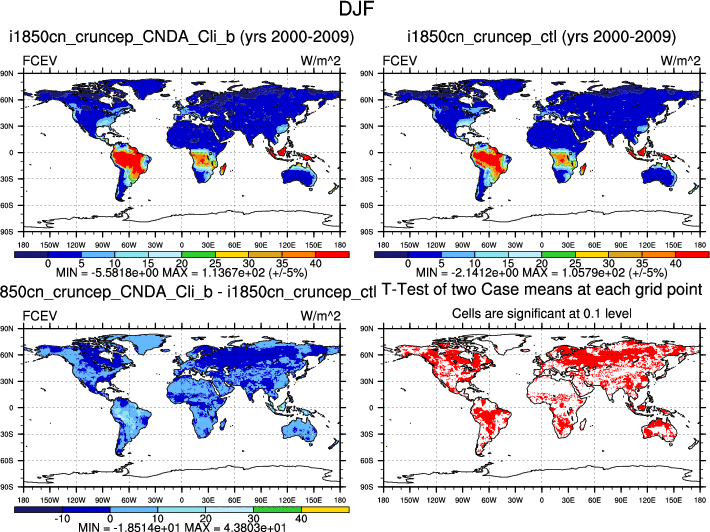 DJF
i1850cn_cruncep_CNDA_Cli_b (yrs 2000-2009)
i1850cn_cruncep_ctl (yrs 2000-2009)
FCEV W/m^2
FCEV W/m^2
90N
60N
30N
0
30S
60S
90S
180 150W 120W 90W 60W 30W 0 30E 60E 90E 120E 150E 180
0 5 10 15 20 25 30 35 40
MIN = -5.5818e+00 MAX = 1.1367e+02 (+/-5%)
90N
60N
30N
0
30S
60S
90S
180 150W 120W 90W 60W 30W 0 30E 60E 90E 120E 150E 180
0 5 10 15 20 25 30 35 40
MIN = -2.1412e+00 MAX = 1.0579e+02 (+/-5%)
850cn_cruncep_CNDA_Cli_b - i1850cn_cruncep_ctl
T-Test of two Case means at each grid point
FCEV W/m^2
Cells are significant at 0.1 level
90N
60N
30N
0
30S
60S
90S
180 150W 120W 90W 60W 30W 0 30E 60E 90E 120E 150E 180
-10 0 10 20 30 40
MIN = -1.8514e+01 MAX = 4.3803e+01
90N
60N
30N
0
30S
60S
90S
180 150W 120W 90W 60W 30W 0 30E 60E 90E 120E 150E 180